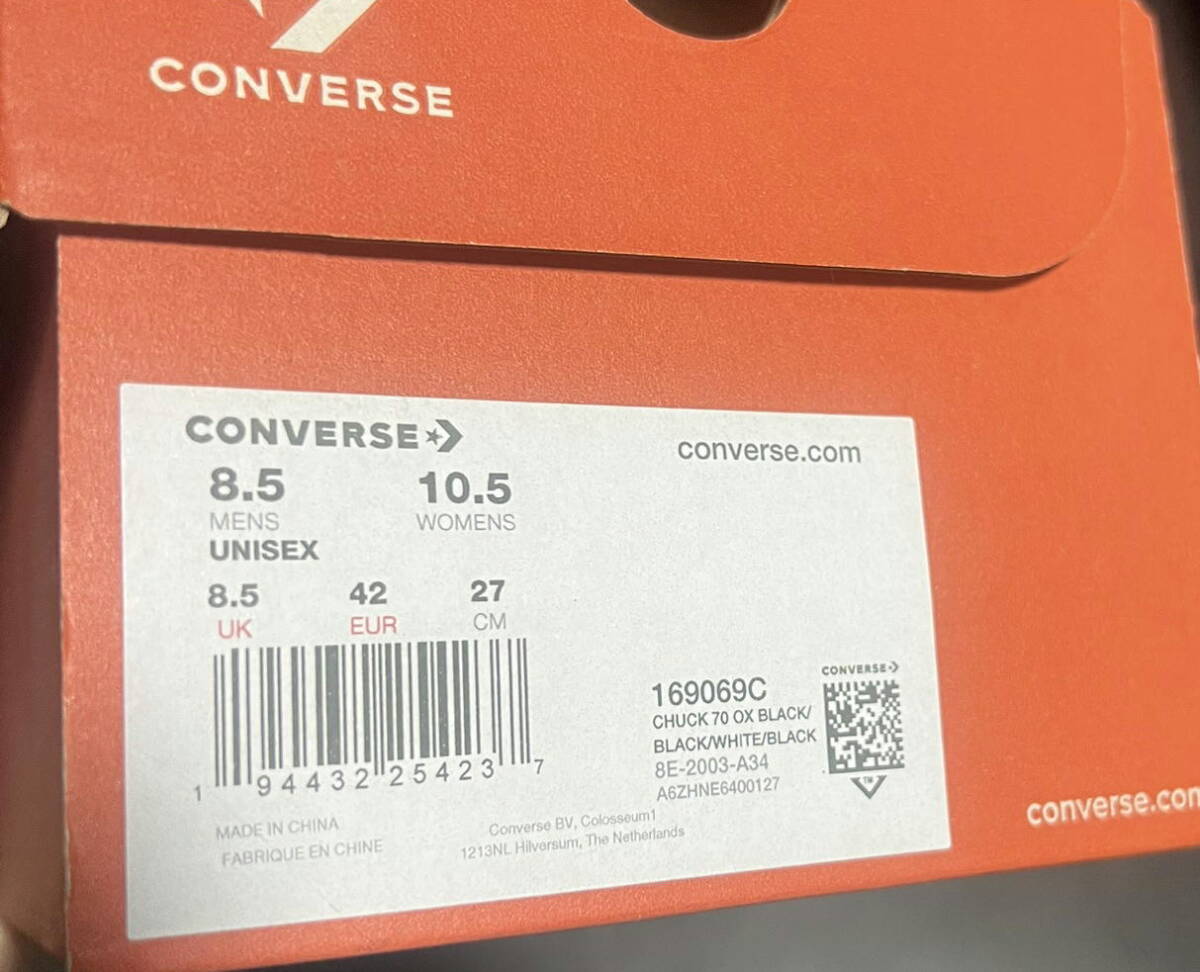 CONVERSE
CONVERSE
converse.com
8.5 10.5
MENS WOMENS
UNISEX
8.5 42 27
UK EUR CM
1 94432 25423 7
169069C
CHUCK 70 OX BLACK/
BLACK/WHITE/BLACK
8E-2003-A34
A6ZHNE6400127
CONVERSE
TM
MADE IN CHINA
FABRIQUE EN CHINE
Converse BV, Colosseum1
1213NL Hilversum, The Netherlands
converse.com